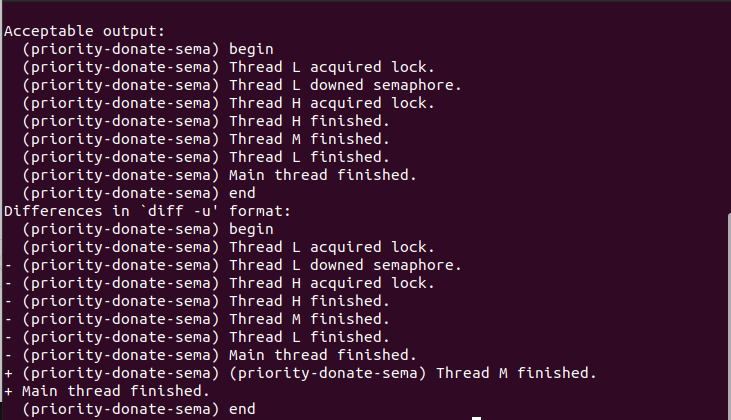 Acceptable output:
  (priority-donate-sema) begin
  (priority-donate-sema) Thread L acquired lock.
  (priority-donate-sema) Thread L downed semaphore.
  (priority-donate-sema) Thread H acquired lock.
  (priority-donate-sema) Thread H finished.
  (priority-donate-sema) Thread M finished.
  (priority-donate-sema) Thread L finished.
  (priority-donate-sema) Main thread finished.
  (priority-donate-sema) end
Differences in `diff -u' format:
  (priority-donate-sema) begin
  (priority-donate-sema) Thread L acquired lock.
- (priority-donate-sema) Thread L downed semaphore.
- (priority-donate-sema) Thread H acquired lock.
- (priority-donate-sema) Thread H finished.
- (priority-donate-sema) Thread M finished.
- (priority-donate-sema) Thread L finished.
- (priority-donate-sema) Main thread finished.
+ (priority-donate-sema) (priority-donate-sema) Thread M finished.
+ Main thread finished.
  (priority-donate-sema) end